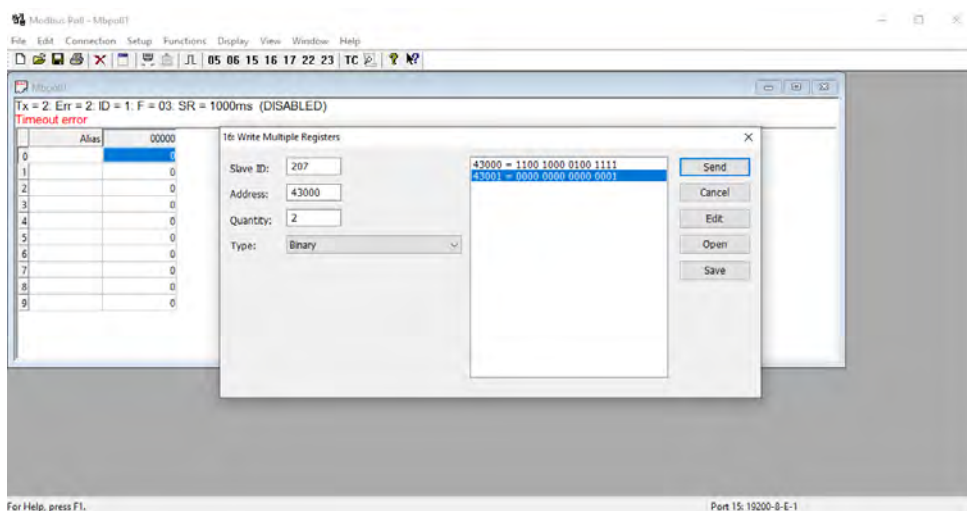 Modbus Poll - Mbpoll1
File Edit Connection Setup Functions Display View Window Help
05 06 15 16 17 22 23 TC
Mbpoll1
Tx = 2: Err = 2: ID = 1: F = 03: SR = 1000ms (DISABLED)
Timeout error
Alias 00000
0 0
1 0
2 0
3 0
4 0
5 0
6 0
7 0
8 0
9 0
16: Write Multiple Registers
Slave ID: 207
Address: 43000
Quantity: 2
Type: Binary
43000 = 1100 1000 0100 1111
43001 = 0000 0000 0000 0001
Send
Cancel
Edit
Open
Save
For Help, press F1.
Port 15: 19200-8-E-1